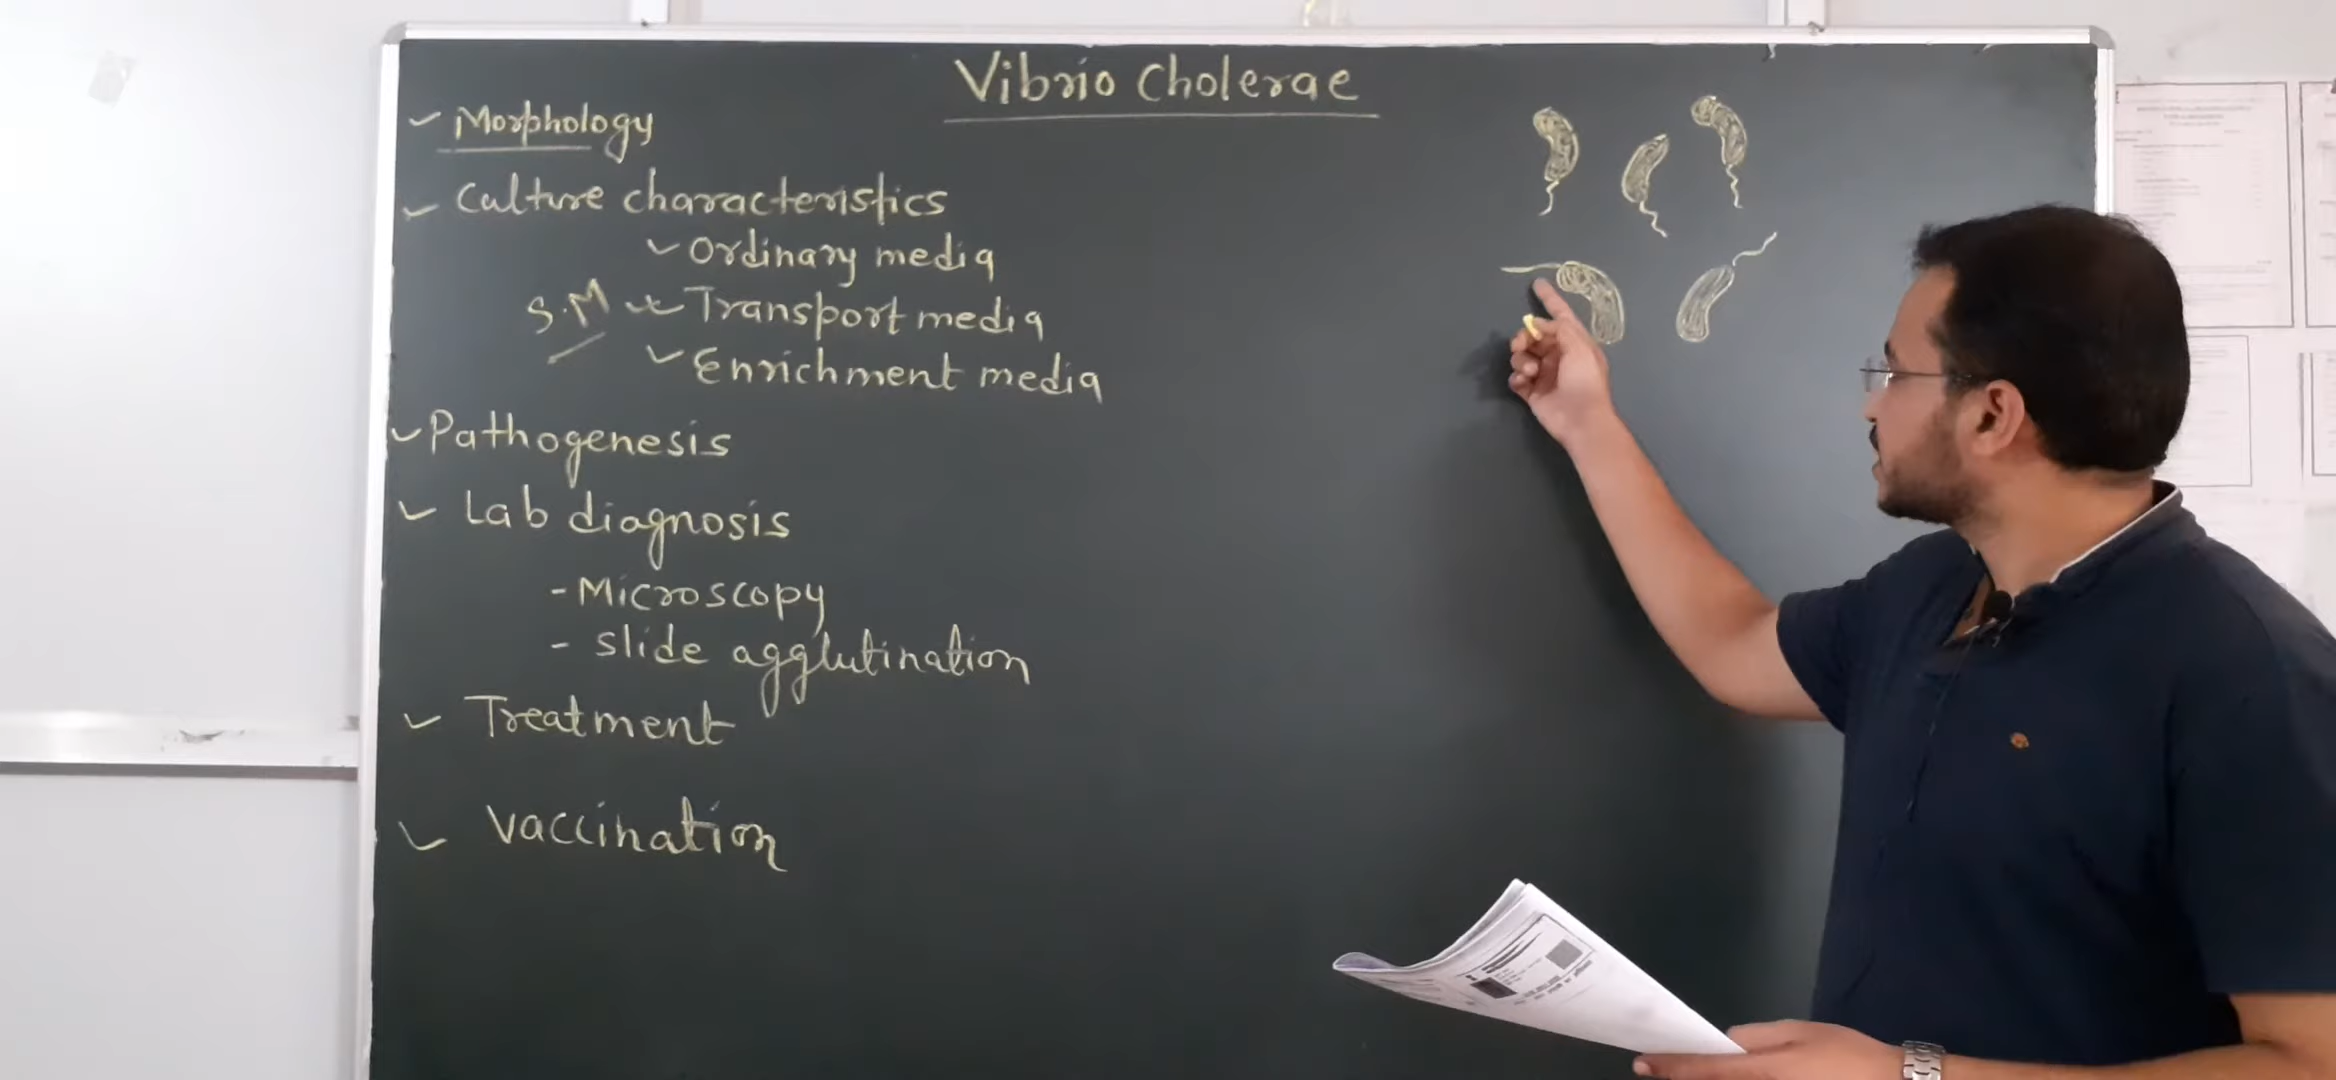 Vibrio Cholerae
Morphology
Culture characteristics
Ordinary media
S.M Transport media
Enrichment media
Pathogenesis
Lab diagnosis
- Microscopy
- slide agglutination
Treatment
vaccination